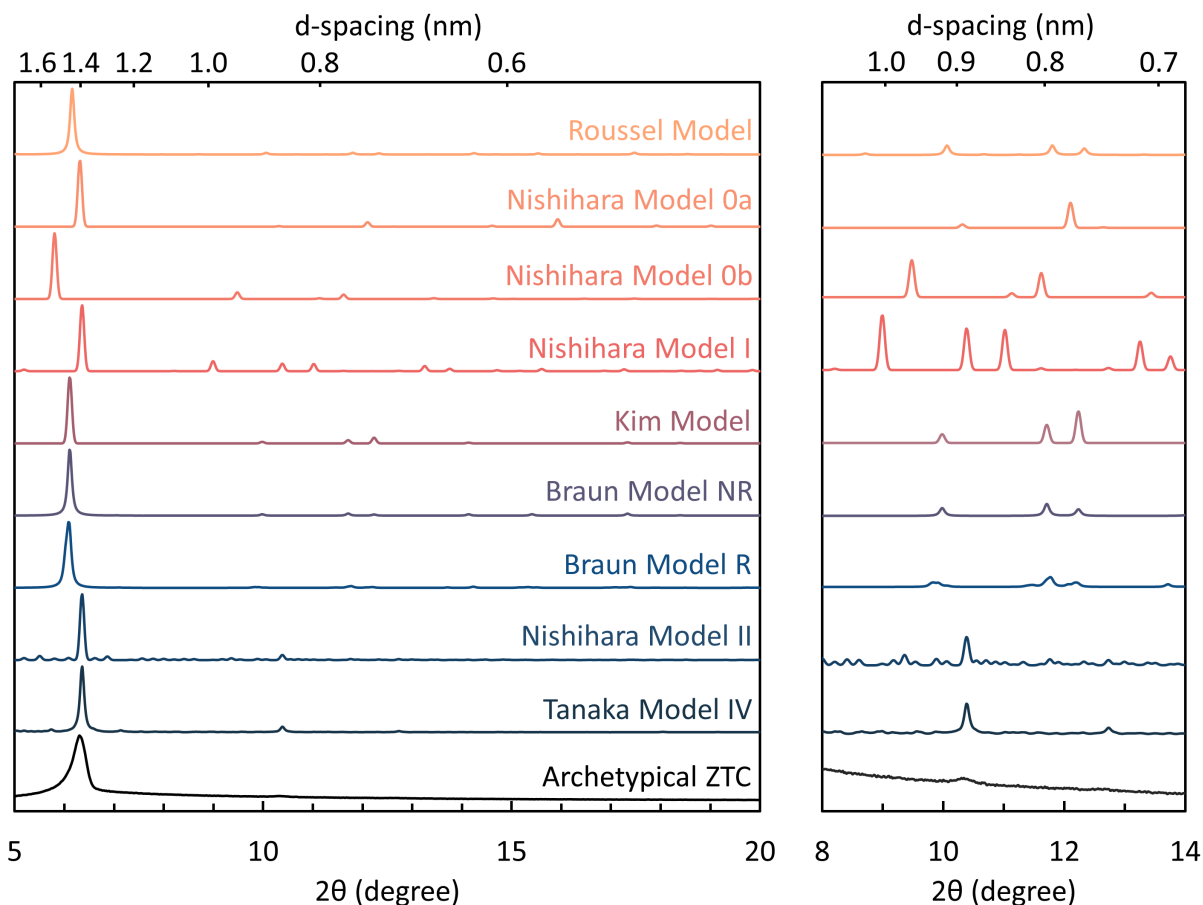 d-spacing (nm)
1.6 1.4 1.2 1.0 0.8 0.6
Roussel Model
Nishihara Model 0a
Nishihara Model 0b
Nishihara Model I
Kim Model
Braun Model NR
Braun Model R
Nishihara Model II
Tanaka Model IV
Archetypical ZTC
5 10 15 20
2θ (degree)
d-spacing (nm)
1.0 0.9 0.8 0.7
8 10 12 14
2θ (degree)